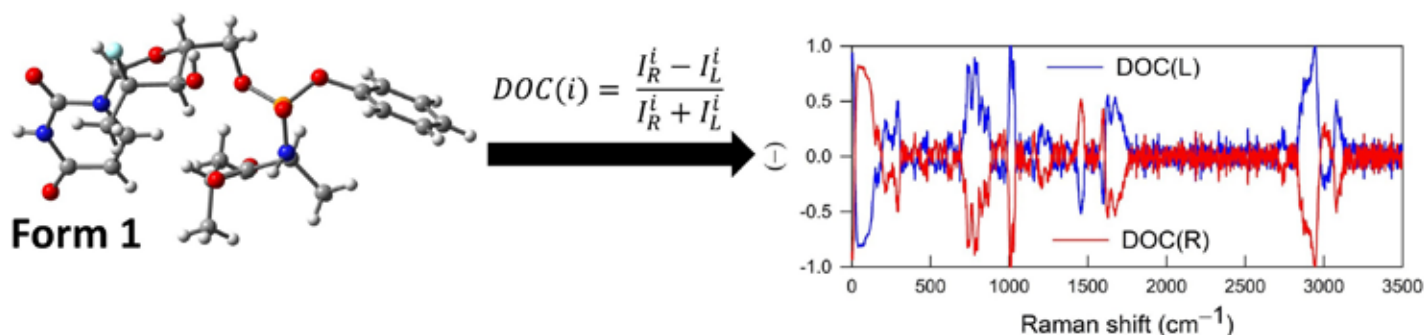 Form 1
DOC(i) = \frac{I_R^i - I_L^i}{I_R^i + I_L^i}
(–)
1.0
0.5
0.0
-0.5
-1.0
DOC(L)
DOC(R)
0 500 1000 1500 2000 2500 3000 3500
Raman shift (cm⁻¹)